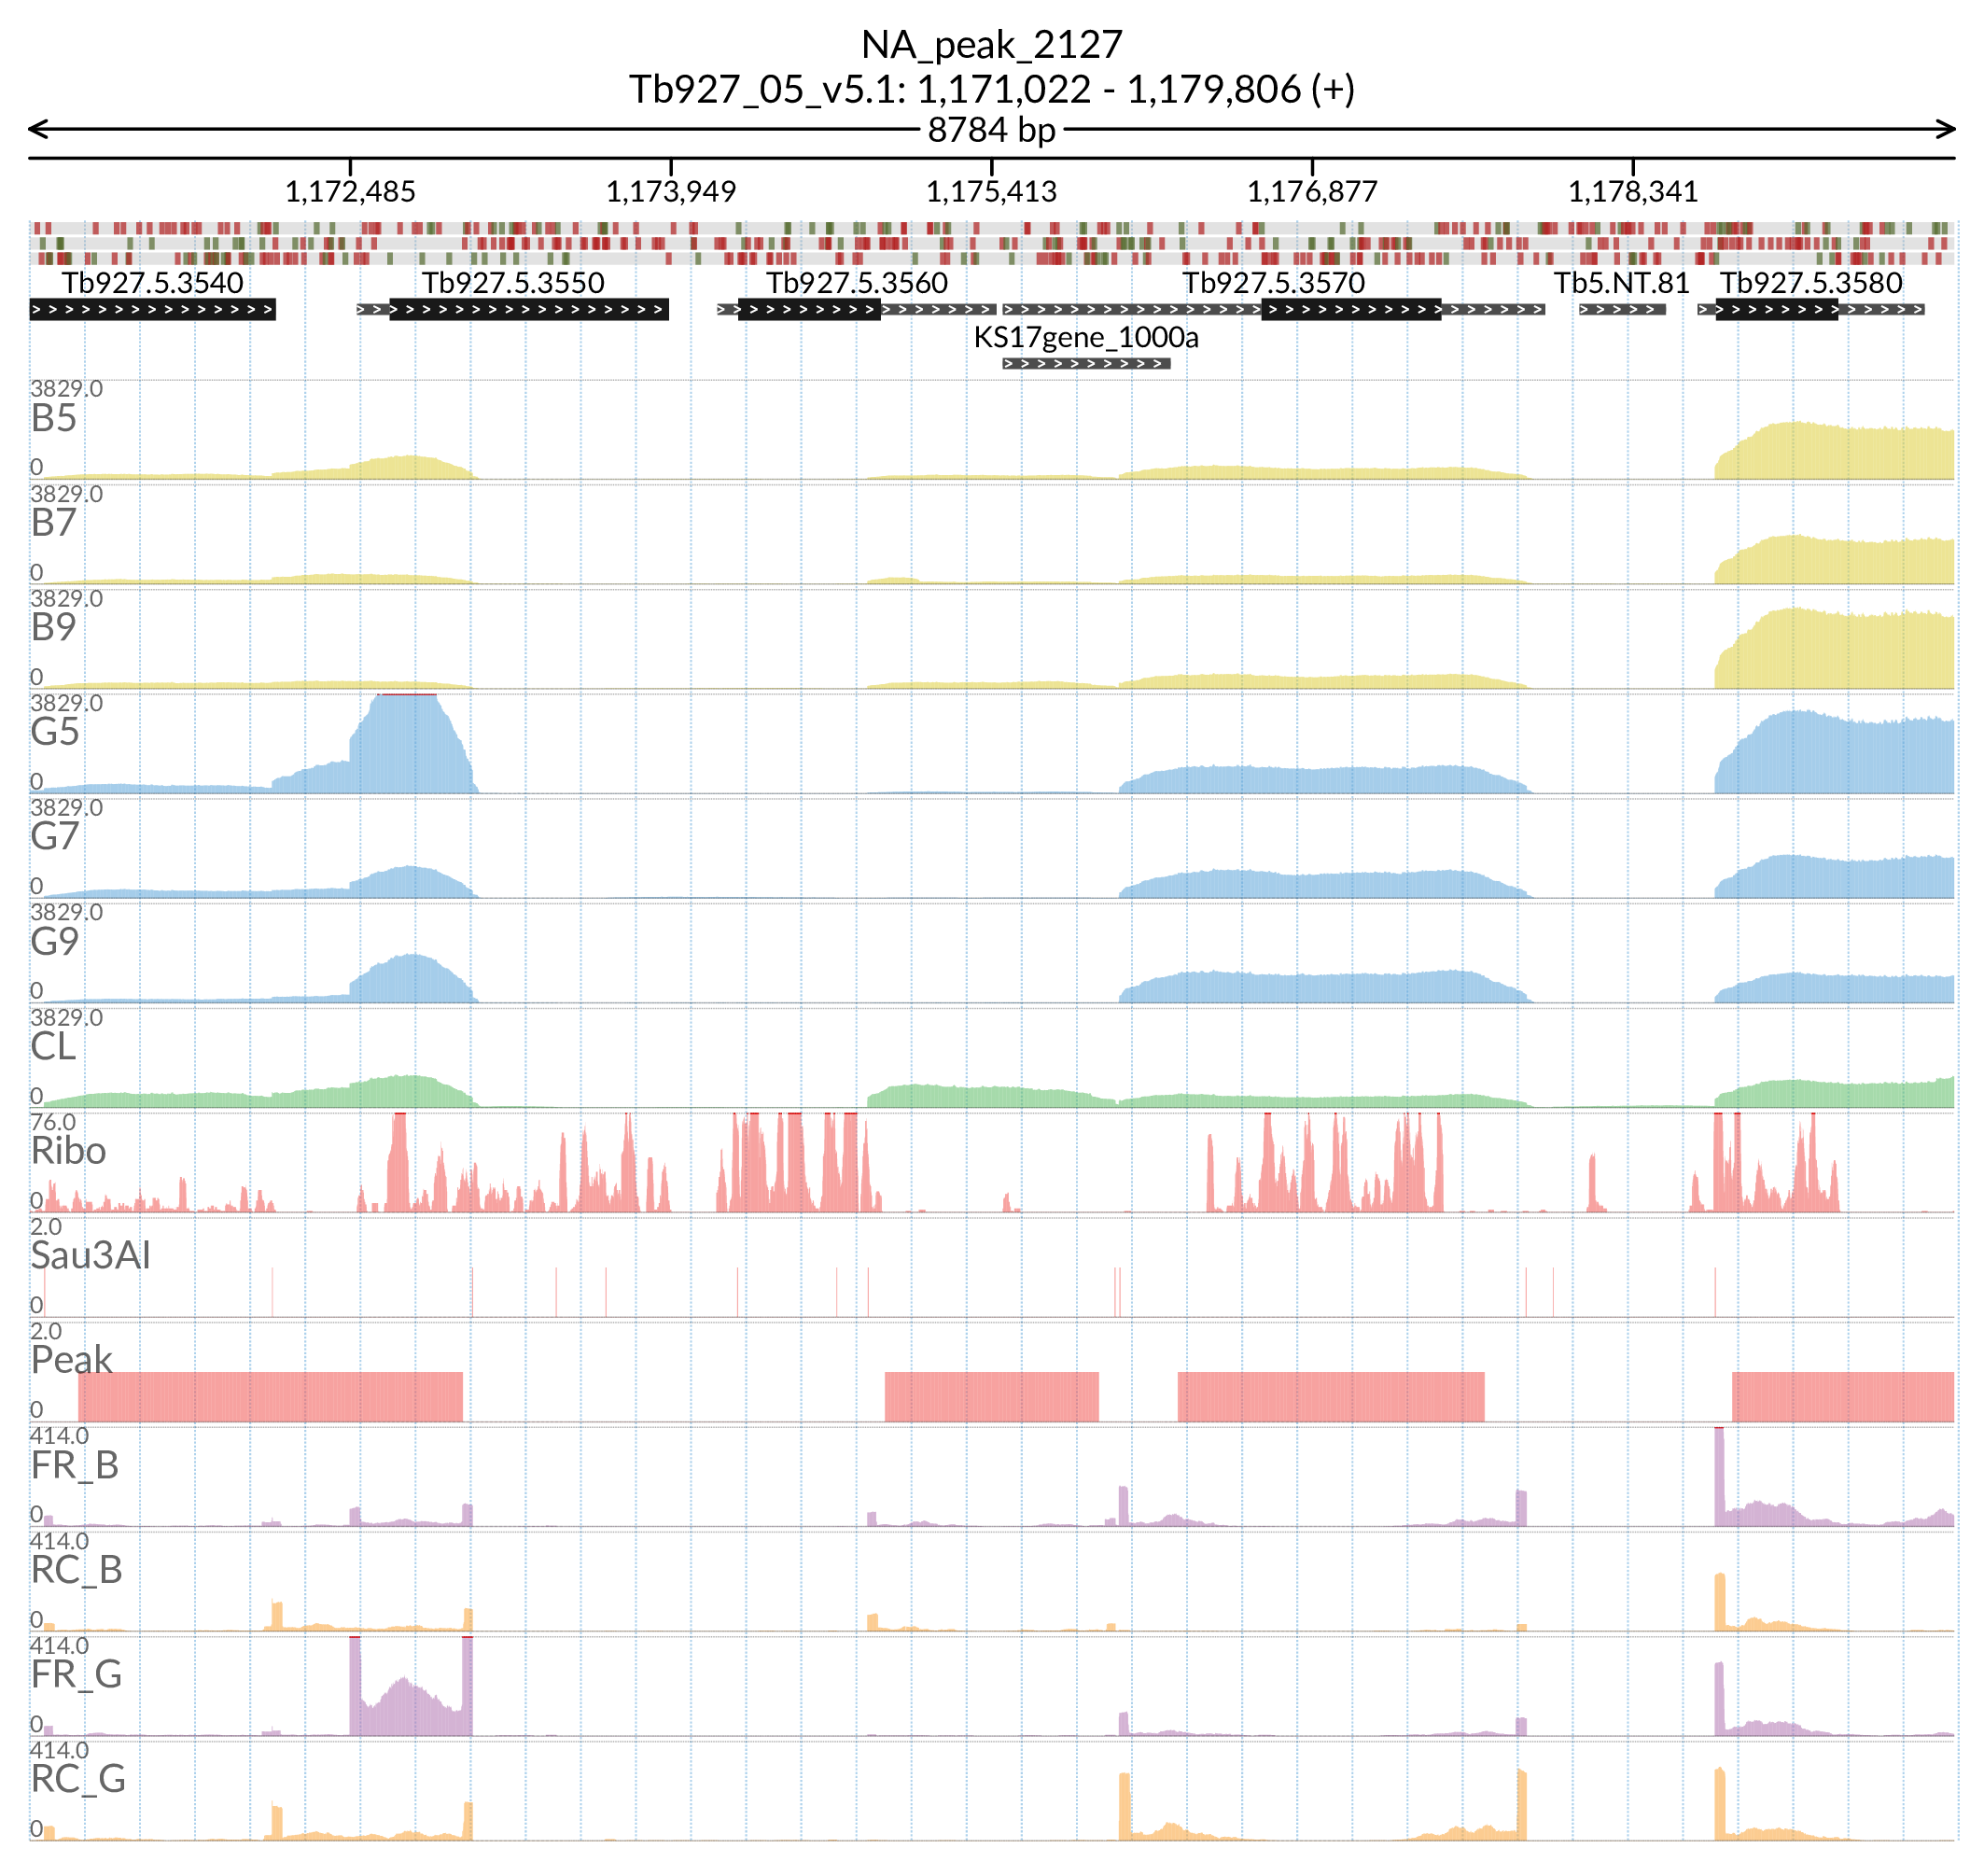 NA_peak_2127
Tb927_05_v5.1: 1,171,022 - 1,179,806 (+)
8784 bp
1,172,485 1,173,949 1,175,413 1,176,877 1,178,341
Tb927.5.3540 Tb927.5.3550 Tb927.5.3560 Tb927.5.3570 Tb5.NT.81 Tb927.5.3580
KS17gene_1000a
3829.0
B5
0
3829.0
B7
0
3829.0
B9
0
3829.0
G5
0
3829.0
G7
0
3829.0
G9
0
3829.0
CL
0
76.0
Ribo
0
2.0
Sau3AI
0
2.0
Peak
0
414.0
FR_B
0
414.0
RC_B
0
414.0
FR_G
0
414.0
RC_G
0